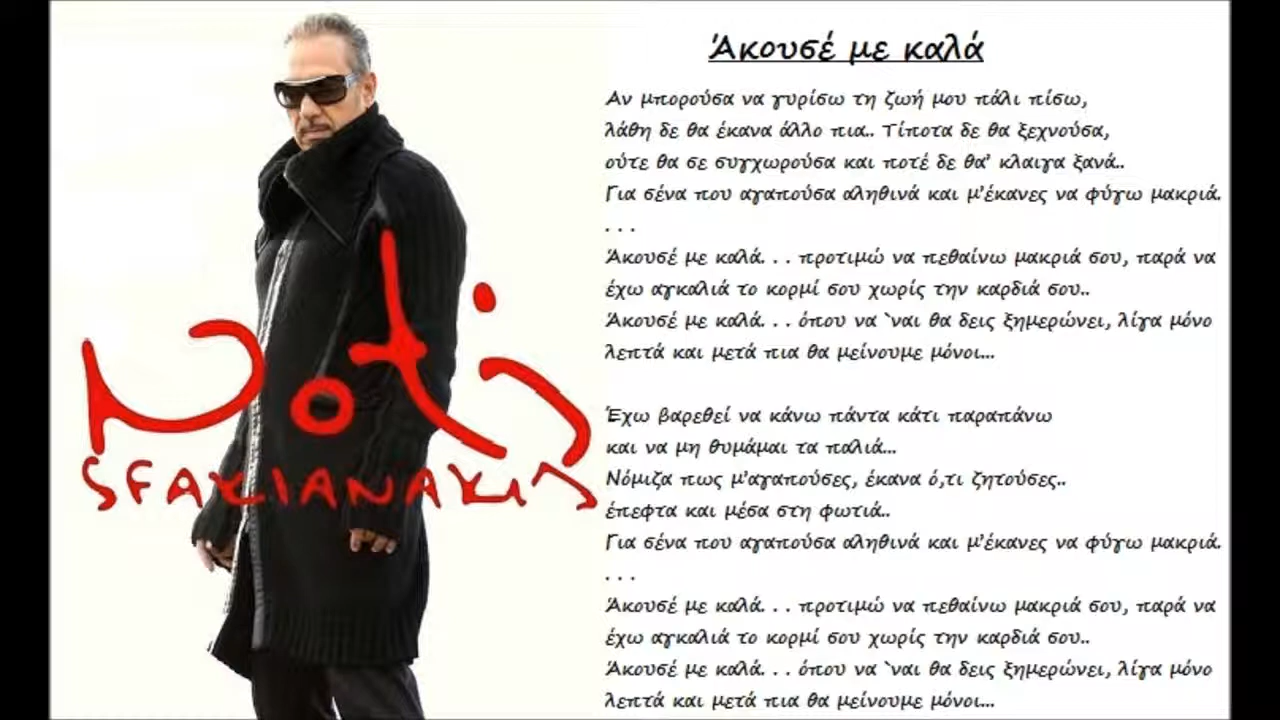 Noτis
SFAKIANAKIS
Άκουσέ με καλά
Αν μπορούσα να γυρίσω τη ζωή μου πάλι πίσω,
λάθη δε θα έκανα άλλο πια.. Τίποτα δε θα ξεχνούσα,
ούτε θα σε συγχωρούσα και ποτέ δε θα' κλαιγα ξανά..
Για σένα που αγαπούσα αληθινά και μ'έκανες να φύγω μακριά.
. . .
Άκουσέ με καλά. . . προτιμώ να πεθαίνω μακριά σου, παρά να
έχω αγκαλιά το κορμί σου χωρίς την καρδιά σου..
Άκουσέ με καλά. . . όπου να `ναι θα δεις ξημερώνει, λίγα μόνο
λεπτά και μετά πια θα μείνουμε μόνοι...
Έχω βαρεθεί να κάνω πάντα κάτι παραπάνω
και να μη θυμάμαι τα παλιά...
Νόμιζα πως μ'αγαπούσες, έκανα ό,τι ζητούσες..
έπεφτα και μέσα στη φωτιά..
Για σένα που αγαπούσα αληθινά και μ'έκανες να φύγω μακριά.
. . .
Άκουσέ με καλά. . . προτιμώ να πεθαίνω μακριά σου, παρά να
έχω αγκαλιά το κορμί σου χωρίς την καρδιά σου..
Άκουσέ με καλά. . . όπου να `ναι θα δεις ξημερώνει, λίγα μόνο
λεπτά και μετά πια θα μείνουμε μόνοι...